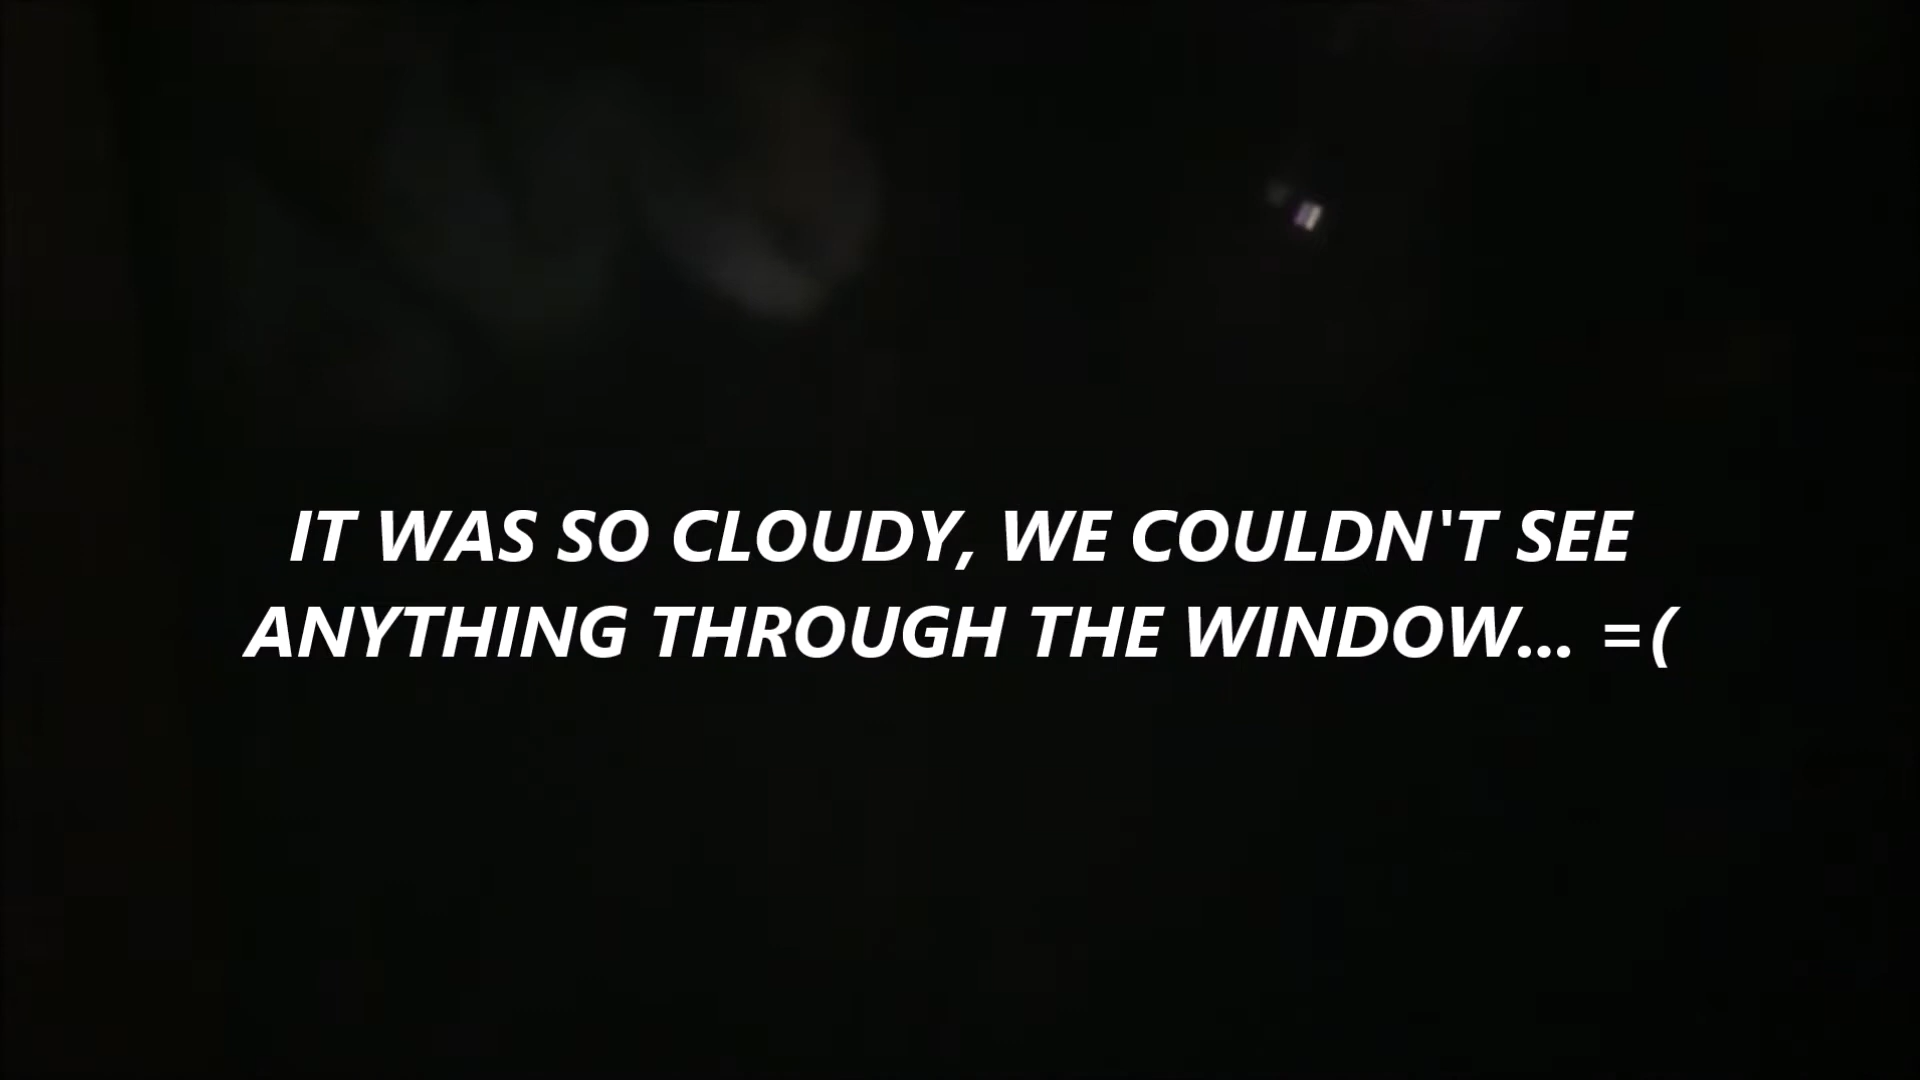 IT WAS SO CLOUDY, WE COULDN'T SEE
ANYTHING THROUGH THE WINDOW... =(